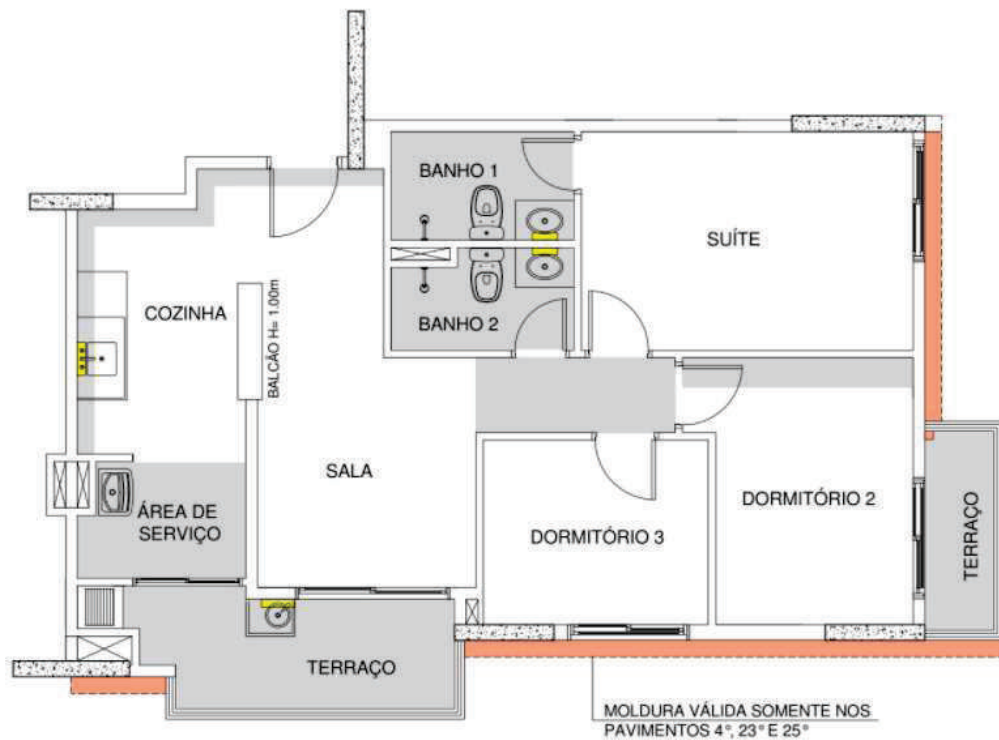 BANHO 1
SUÍTE
COZINHA
BALCÃO H= 1.00m
BANHO 2
SALA
ÁREA DE
SERVIÇO
DORMITÓRIO 3
DORMITÓRIO 2
TERRAÇO
TERRAÇO
MOLDURA VÁLIDA SOMENTE NOS
PAVIMENTOS 4°, 23° E 25°